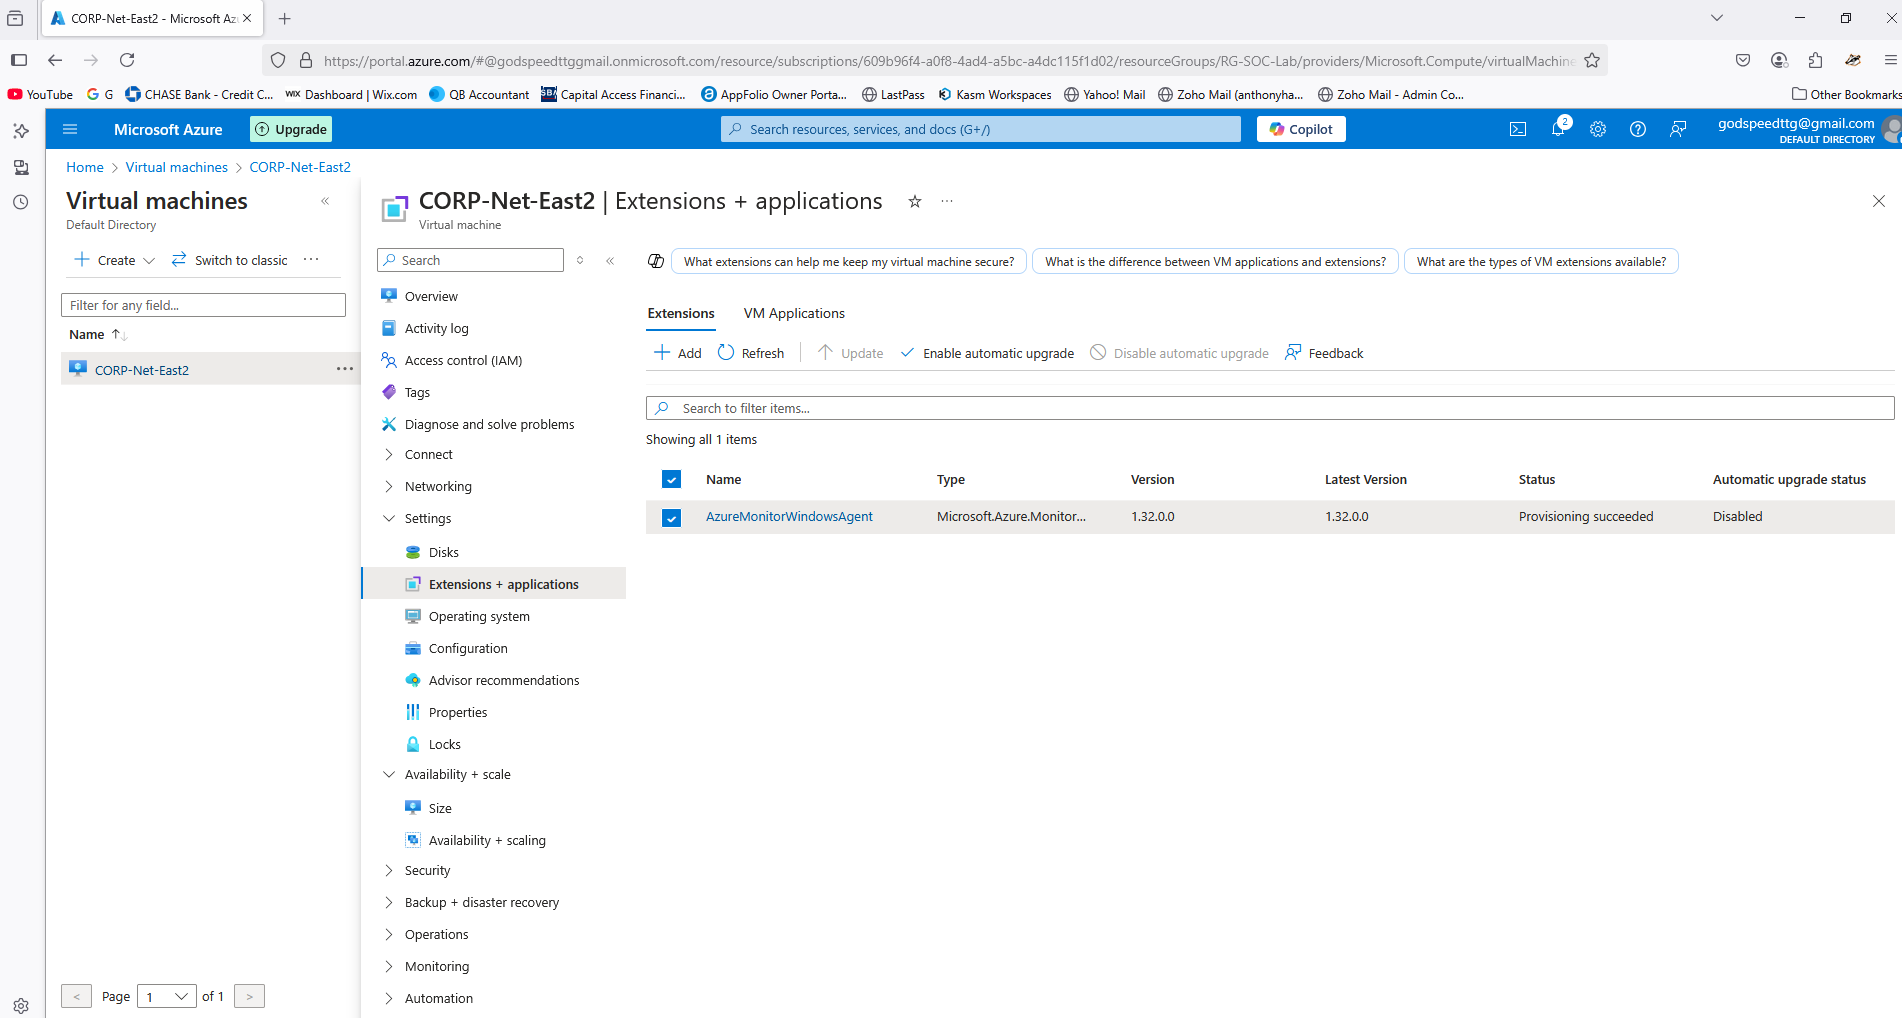 CORP-Net-East2 - Microsoft Az
https://portal.azure.com/#@godspeedttggmail.onmicrosoft.com/resource/subscriptions/609b96f4-a0f8-4ad4-a5bc-a4dc115f1d02/resourceGroups/RG-SOC-Lab/providers/Microsoft.Compute/virtualMachine
YouTube G G CHASE Bank - Credit C... WIX Dashboard | Wix.com QB Accountant SBA Capital Access Financi... AppFolio Owner Porta... LastPass Kasm Workspaces Yahoo! Mail Zoho Mail (anthonyha... Zoho Mail - Admin Co... Other Bookmarks
Microsoft Azure Upgrade Search resources, services, and docs (G+/) Copilot 2 godspeedttg@gmail.com
DEFAULT DIRECTORY
Home > Virtual machines > CORP-Net-East2
Virtual machines «
Default Directory
+ Create Switch to classic ...
Filter for any field...
Name ↑↓
CORP-Net-East2 ...
< Page 1 of 1 >
CORP-Net-East2 | Extensions + applications ☆ ...
Virtual machine
Search «
Overview
Activity log
Access control (IAM)
Tags
Diagnose and solve problems
Connect
Networking
Settings
Disks
Extensions + applications
Operating system
Configuration
Advisor recommendations
Properties
Locks
Availability + scale
Size
Availability + scaling
Security
Backup + disaster recovery
Operations
Monitoring
Automation
What extensions can help me keep my virtual machine secure? What is the difference between VM applications and extensions? What are the types of VM extensions available?
Extensions VM Applications
+ Add Refresh Update Enable automatic upgrade Disable automatic upgrade Feedback
Search to filter items...
Showing all 1 items
Name Type Version Latest Version Status Automatic upgrade status
AzureMonitorWindowsAgent Microsoft.Azure.Monitor... 1.32.0.0 1.32.0.0 Provisioning succeeded Disabled